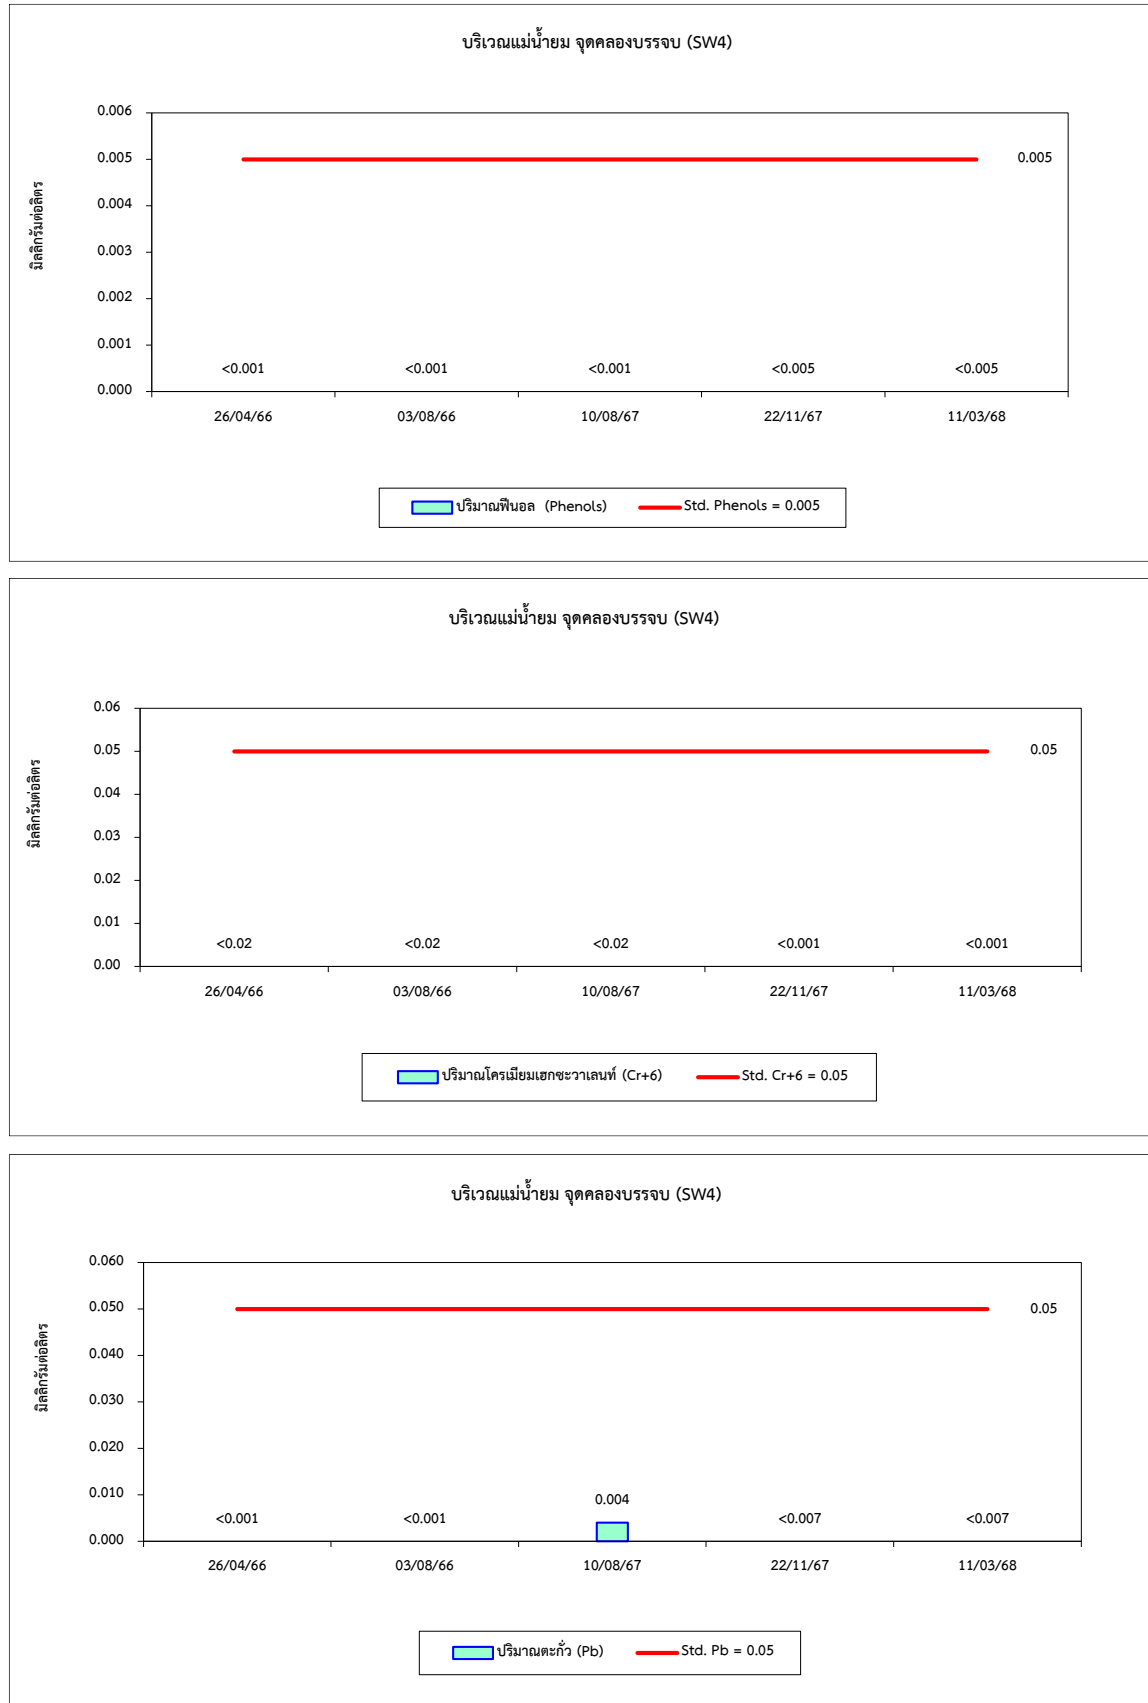 บริเวณแม่น้ำยม จุดคลองบรรจบ (SW4)
มิลลิกรัมต่อลิตร
0.006
0.005
0.004
0.003
0.002
0.001
0.000
0.005
<0.001 <0.001 <0.001 <0.005 <0.005
26/04/66 03/08/66 10/08/67 22/11/67 11/03/68
ปริมาณฟีนอล (Phenols) Std. Phenols = 0.005
บริเวณแม่น้ำยม จุดคลองบรรจบ (SW4)
มิลลิกรัมต่อลิตร
0.06
0.05
0.04
0.03
0.02
0.01
0.00
0.05
<0.02 <0.02 <0.02 <0.001 <0.001
26/04/66 03/08/66 10/08/67 22/11/67 11/03/68
ปริมาณโครเมียมเฮกซะวาเลนท์ (Cr+6) Std. Cr+6 = 0.05
บริเวณแม่น้ำยม จุดคลองบรรจบ (SW4)
มิลลิกรัมต่อลิตร
0.060
0.050
0.040
0.030
0.020
0.010
0.000
0.05
<0.001 <0.001 0.004 <0.007 <0.007
26/04/66 03/08/66 10/08/67 22/11/67 11/03/68
ปริมาณตะกั่ว (Pb) Std. Pb = 0.05